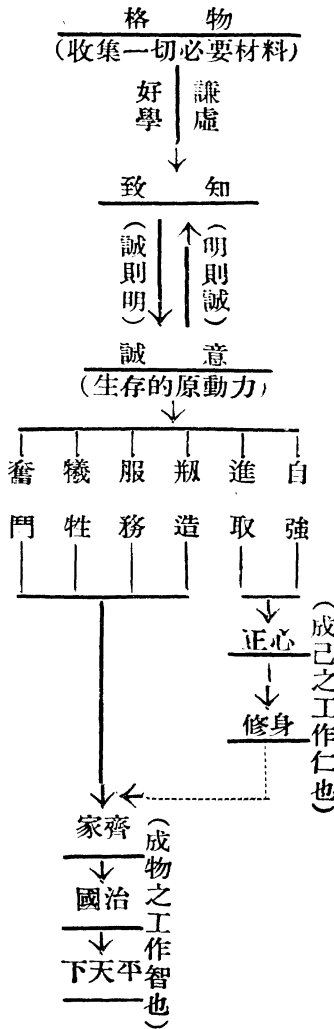 格物
(收集一切必要材料)
謙虛
好學
致知
(明則誠)
(誠則明)
誠意
(生存的原動力)
自強
進取
剏造
服務
犧牲
奮鬥
正心
修身
(成己之工作仁也)
齊家
治國
平天下
(成物之工作智也)